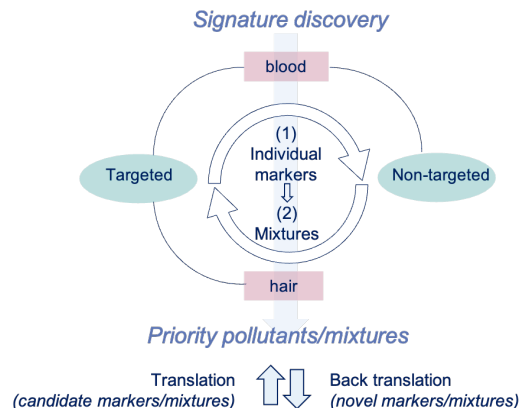 Signature discovery
blood
(1)
Individual
markers
Targeted
Non-targeted
(2)
Mixtures
hair
Priority pollutants/mixtures
Translation
(candidate markers/mixtures)
Back translation
(novel markers/mixtures)